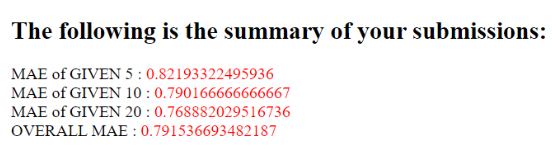 The following is the summary of your submissions:
MAE of GIVEN 5 : 0.82193322495936
MAE of GIVEN 10 : 0.790166666666667
MAE of GIVEN 20 : 0.768882029516736
OVERALL MAE : 0.791536693482187